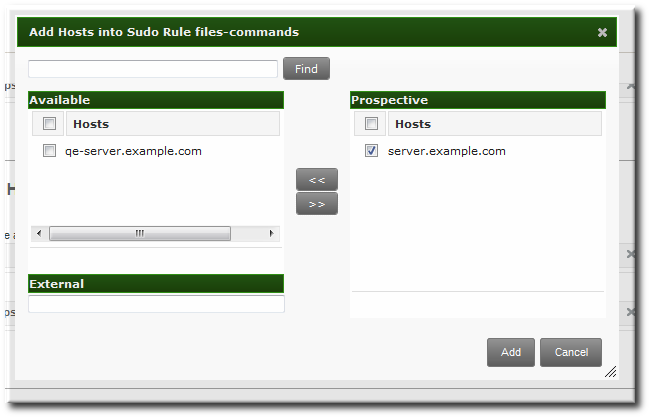 Add Hosts into Sudo Rule files-commands
Find
Available
Hosts
qe-server.example.com
External
<<
>>
Prospective
Hosts
server.example.com
Add
Cancel